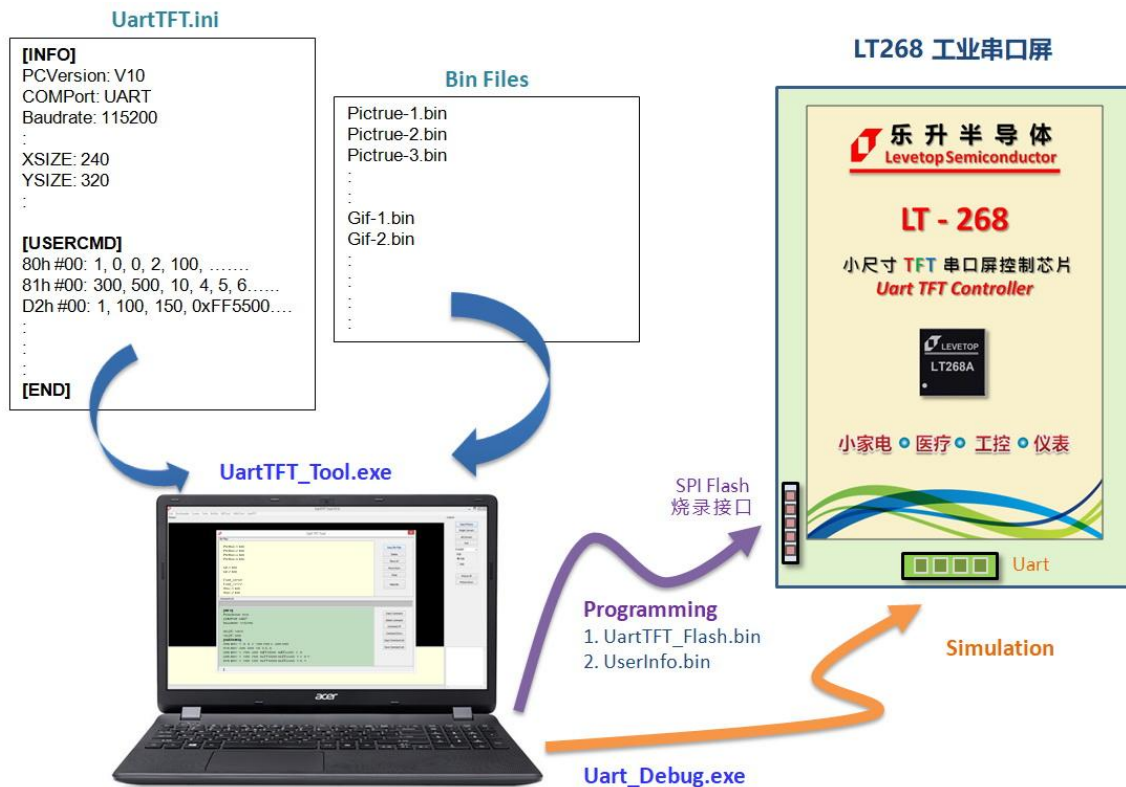 UartTFT.ini
[INFO]
PCVersion: V10
COMPort: UART
Baudrate: 115200
:
XSIZE: 240
YSIZE: 320
:
[USERCMD]
80h #00: 1, 0, 0, 2, 100, …….
81h #00: 300, 500, 10, 4, 5, 6……
D2h #00: 1, 100, 150, 0xFF5500….
:
:
:
[END]
Bin Files
Pictrue-1.bin
Pictrue-2.bin
Pictrue-3.bin
:
:
Gif-1.bin
Gif-2.bin
:
:
:
:
:
LT268 工业串口屏
乐升半导体
Levetop Semiconductor
LT - 268
小尺寸 TFT 串口屏控制芯片
Uart TFT Controller
LEVETOP
LT268A
小家电 医疗 工控 仪表
Uart
UartTFT_Tool.exe
acer
SPI Flash
烧录接口
Programming
1. UartTFT_Flash.bin
2. UserInfo.bin
Simulation
Uart_Debug.exe